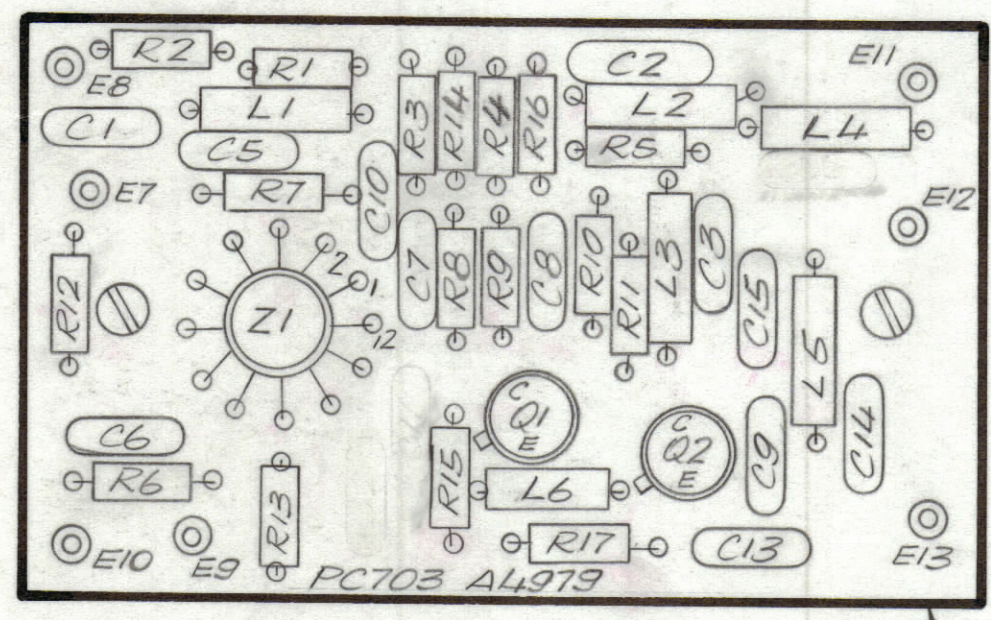 R2
E8
R1
L1
C1
C5
R7
E7
C10
R3
R14
R4
R16
C2
L2
R5
L4
E11
E12
R12
Z1
2
1
12
C7
R8
R9
C8
R10
R11
L3
C3
C15
L5
C14
C6
R6
R13
E10
E9
R15
C
Q1
E
C
Q2
E
L6
R17
C9
C13
E13
PC703 A4979